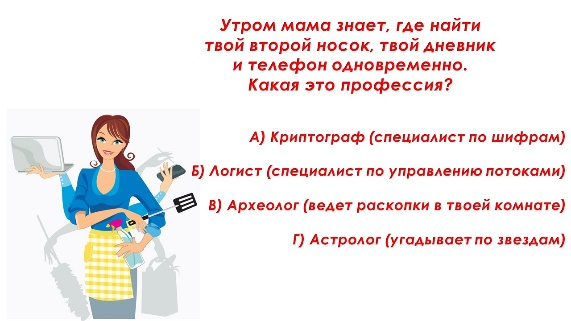 Утром мама знает, где найти
твой второй носок, твой дневник
и телефон одновременно.
Какая это профессия?
А) Криптограф (специалист по шифрам)
Б) Логист (специалист по управлению потоками)
В) Археолог (ведет раскопки в твоей комнате)
Г) Астролог (угадывает по звездам)